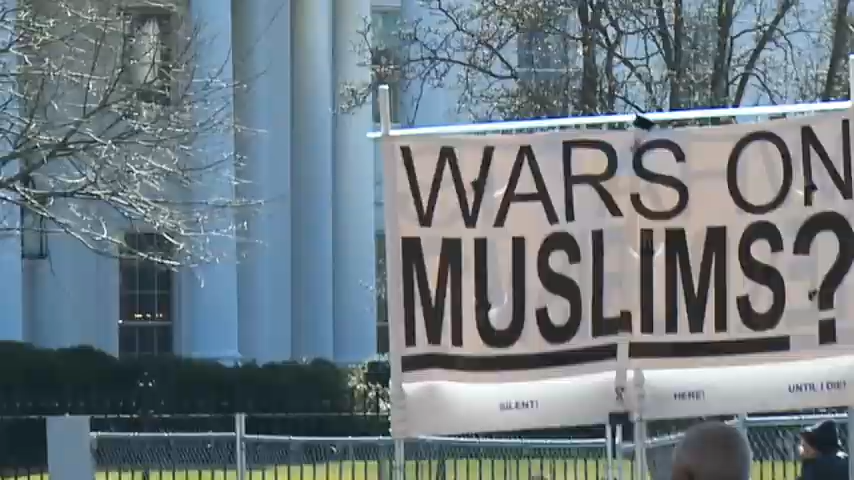 WARS ON
MUSLIMS?
SILENT! HERE! UNTIL I DIE!